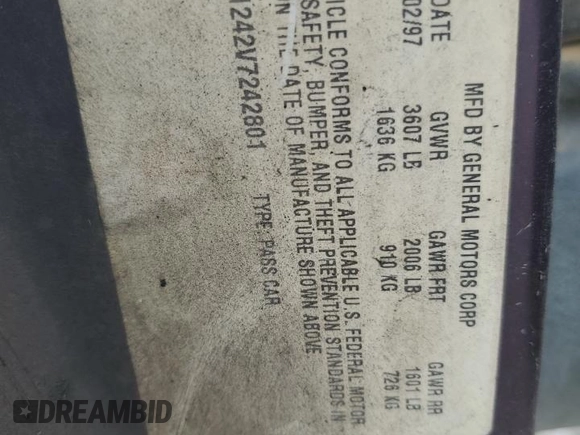 MFD BY GENERAL MOTORS CORP
DATE GVWR GAWR FRT GAWR RR
02/97 3607 LB 2006 LB 1601 LB
1636 KG 910 KG 726 KG
CONFORMS TO ALL APPLICABLE U.S. FEDERAL MOTOR
SAFETY, BUMPER, AND THEFT PREVENTION STANDARDS IN
ON THE DATE OF MANUFACTURE SHOWN ABOVE
1242V7242801 TYPE PASS CAR
DREAMBID